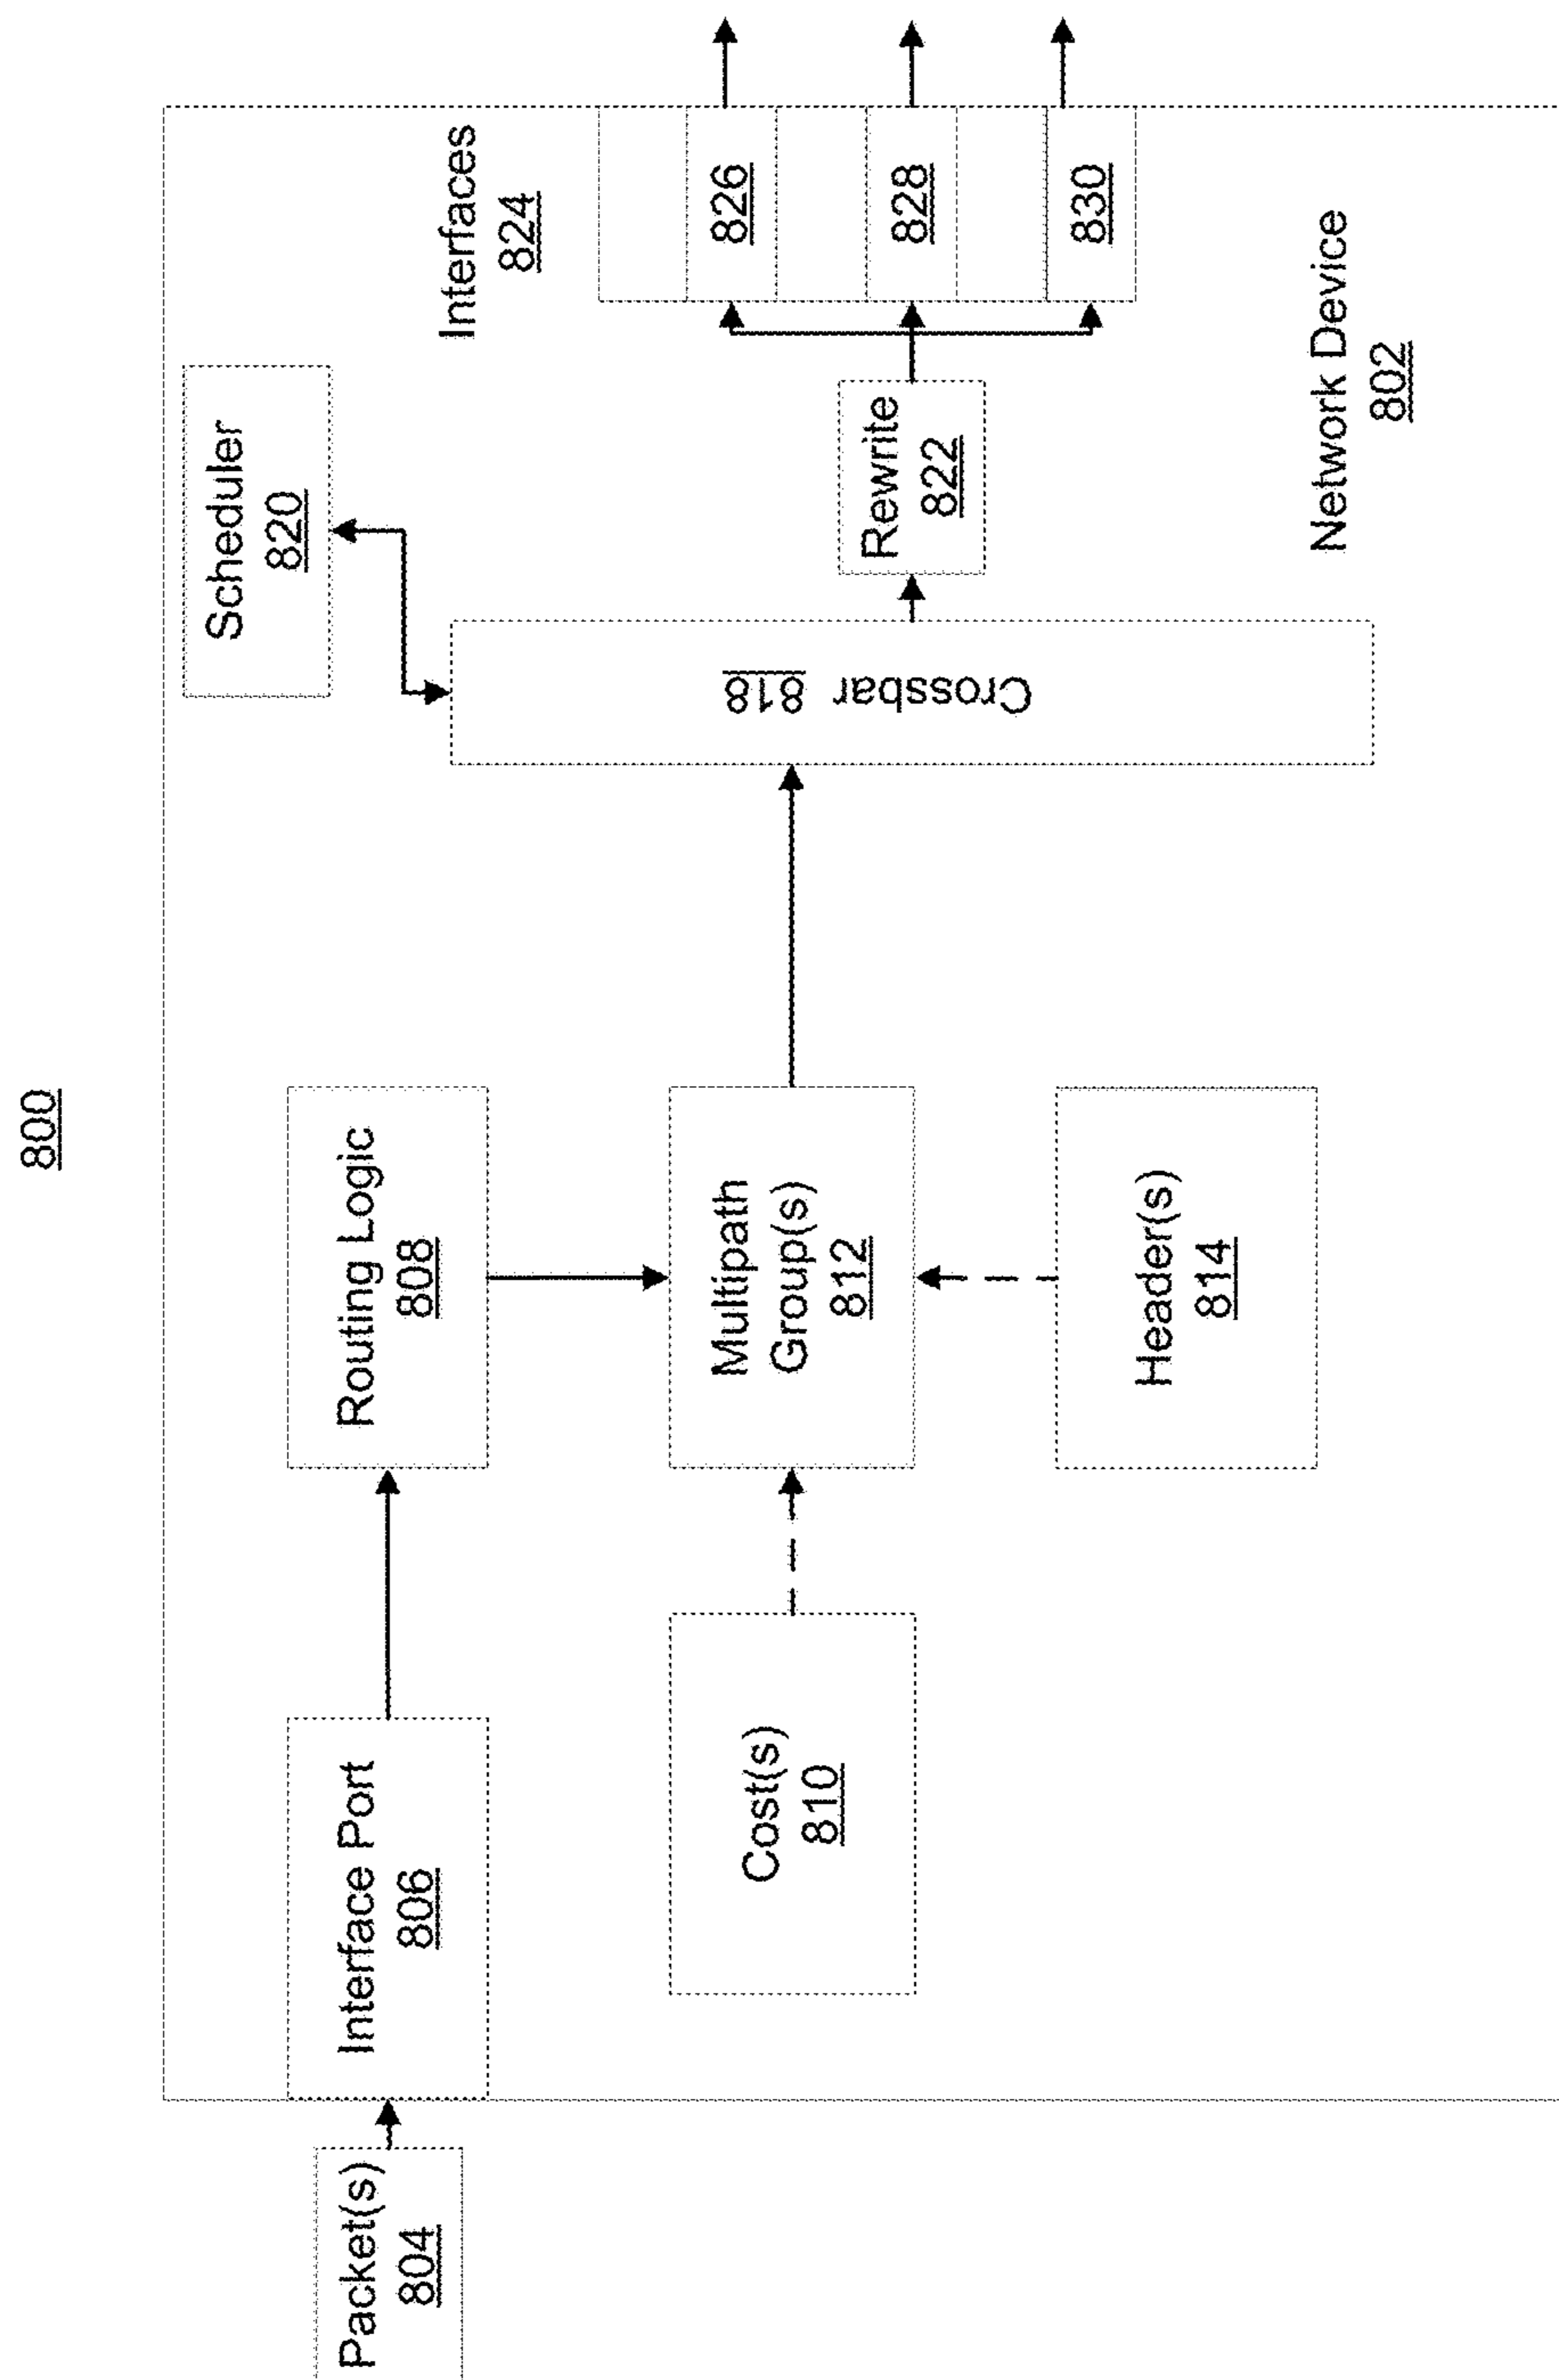 800
Packet(s)
804
Interface Port
806
Routing Logic
808
Cost(s)
810
Multipath
Group(s)
812
Header(s)
814
Crossbar 818
Scheduler
820
Rewrite
822
Interfaces
824
826
828
830
Network Device
802